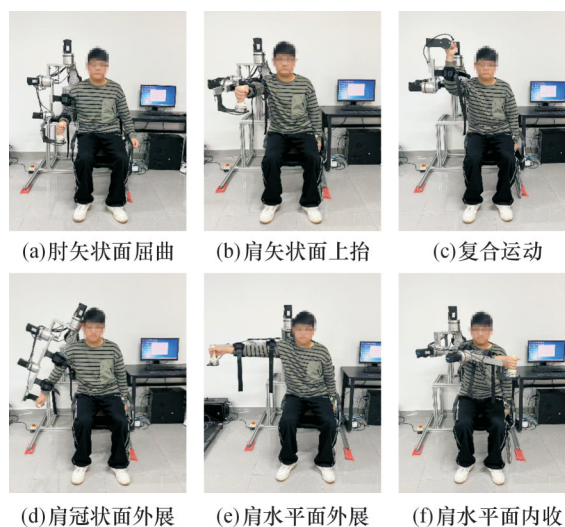 (a)肘矢状面屈曲
(b)肩矢状面上抬
(c)复合运动
(d)肩冠状面外展
(e)肩水平面外展
(f)肩水平面内收